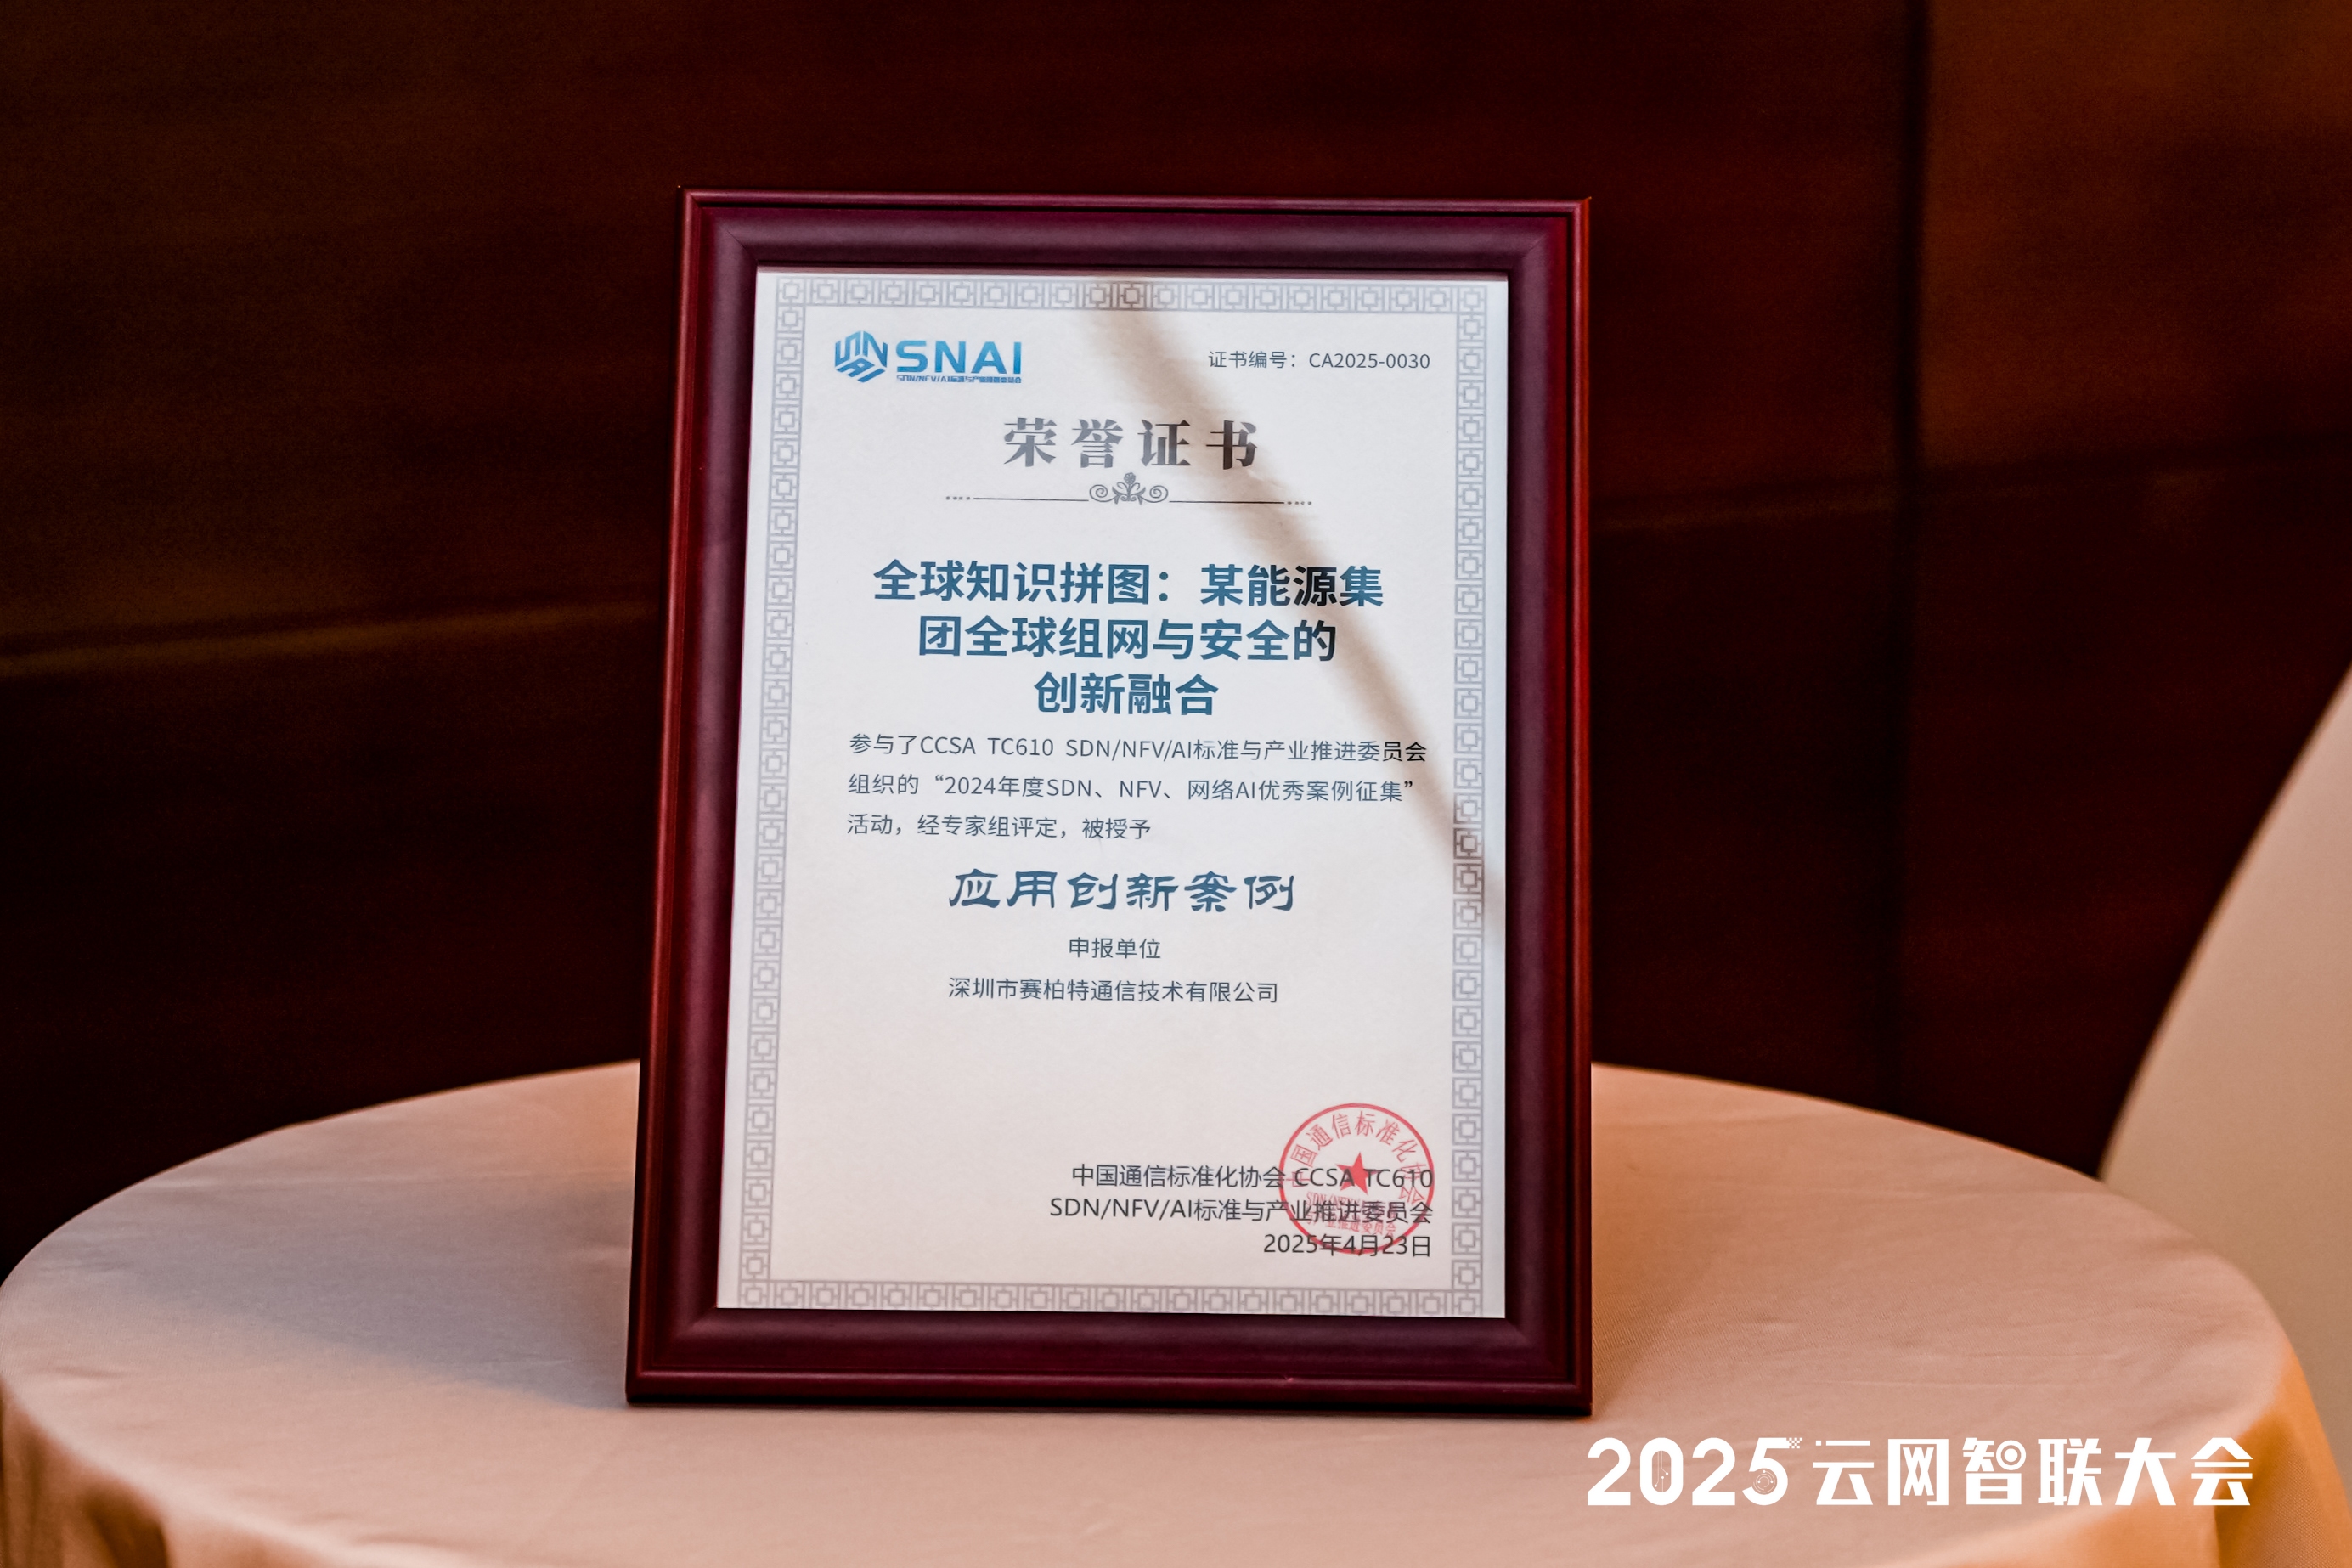 SNAI
SDN/NFV/AI标准与产业推进委员会
证书编号：CA2025-0030
荣誉证书
全球知识拼图：某能源集
团全球组网与安全的
创新融合
参与了CCSA TC610 SDN/NFV/AI标准与产业推进委员会
组织的“2024年度SDN、NFV、网络AI优秀案例征集”
活动，经专家组评定，被授予
应用创新案例
申报单位
深圳市赛柏特通信技术有限公司
中国通信标准化协会
中国通信标准化协会 CCSA TC610
SDN/NFV/AI标准与产业推进委员会
2025年4月23日
2025云网智联大会